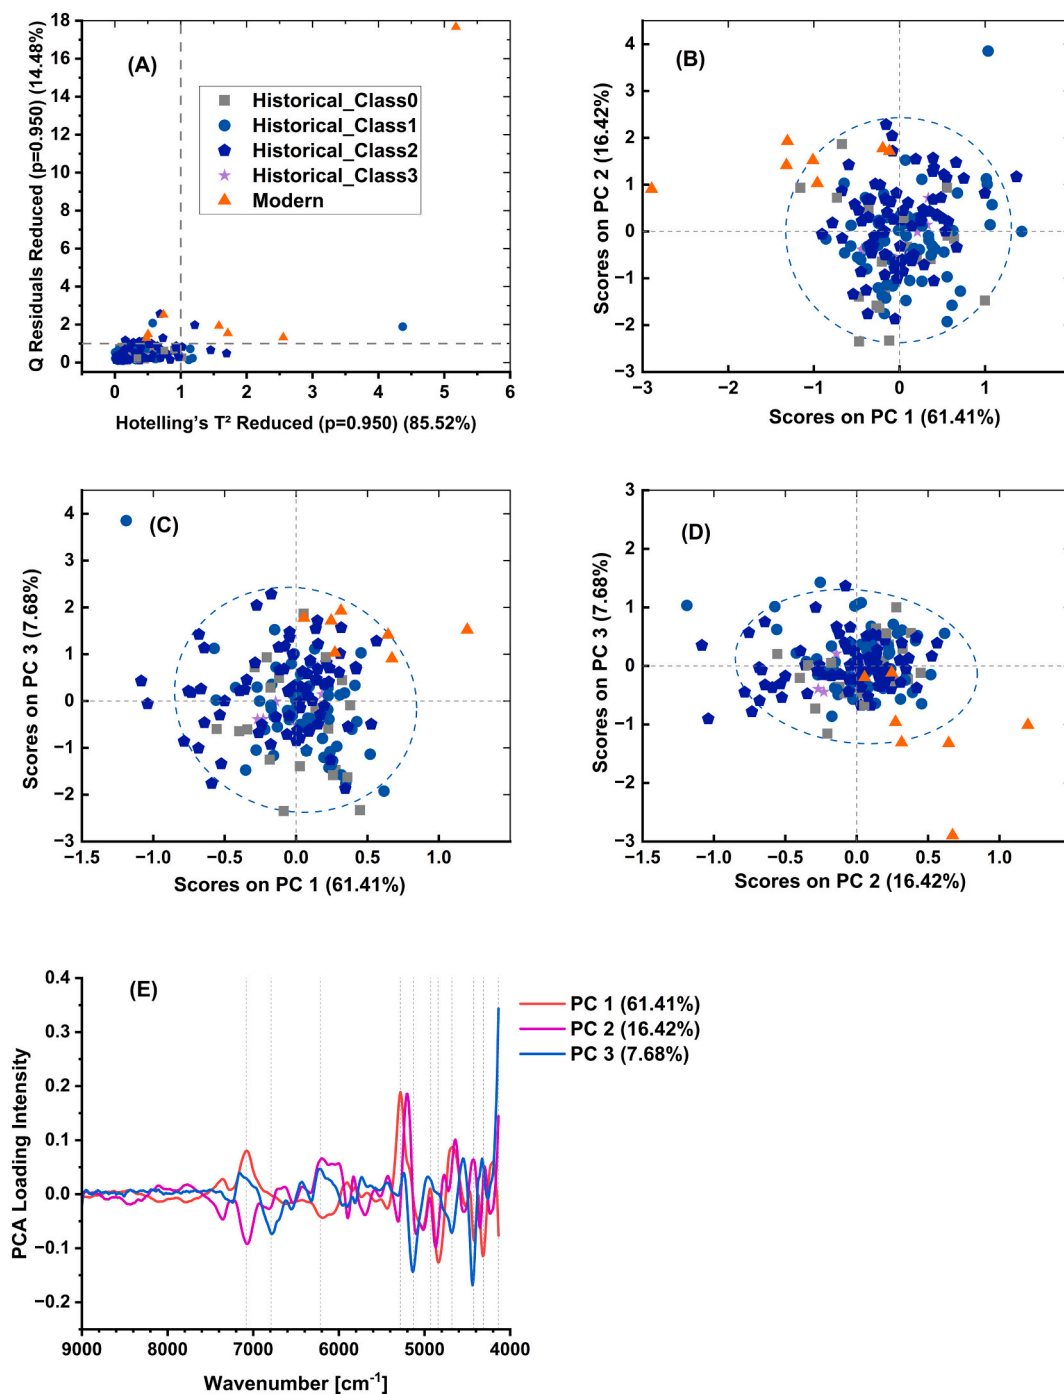 (A)
Q Residuals Reduced (p=0.950) (14.48%)
18
16
14
12
10
8
6
4
2
0
Historical_Class0
Historical_Class1
Historical_Class2
Historical_Class3
Modern
0 1 2 3 4 5 6
Hotelling's T² Reduced (p=0.950) (85.52%)
(B)
Scores on PC 2 (16.42%)
4
3
2
1
0
−1
−2
−3
−3 −2 −1 0 1
Scores on PC 1 (61.41%)
(C)
Scores on PC 3 (7.68%)
4
3
2
1
0
−1
−2
−3
−1.5 −1.0 −0.5 0.0 0.5 1.0
Scores on PC 1 (61.41%)
(D)
Scores on PC 3 (7.68%)
3
2
1
0
−1
−2
−3
−1.5 −1.0 −0.5 0.0 0.5 1.0
Scores on PC 2 (16.42%)
(E)
PCA Loading Intensity
0.4
0.3
0.2
0.1
0.0
−0.1
−0.2
PC 1 (61.41%)
PC 2 (16.42%)
PC 3 (7.68%)
9000 8000 7000 6000 5000 4000
Wavenumber [cm⁻¹]